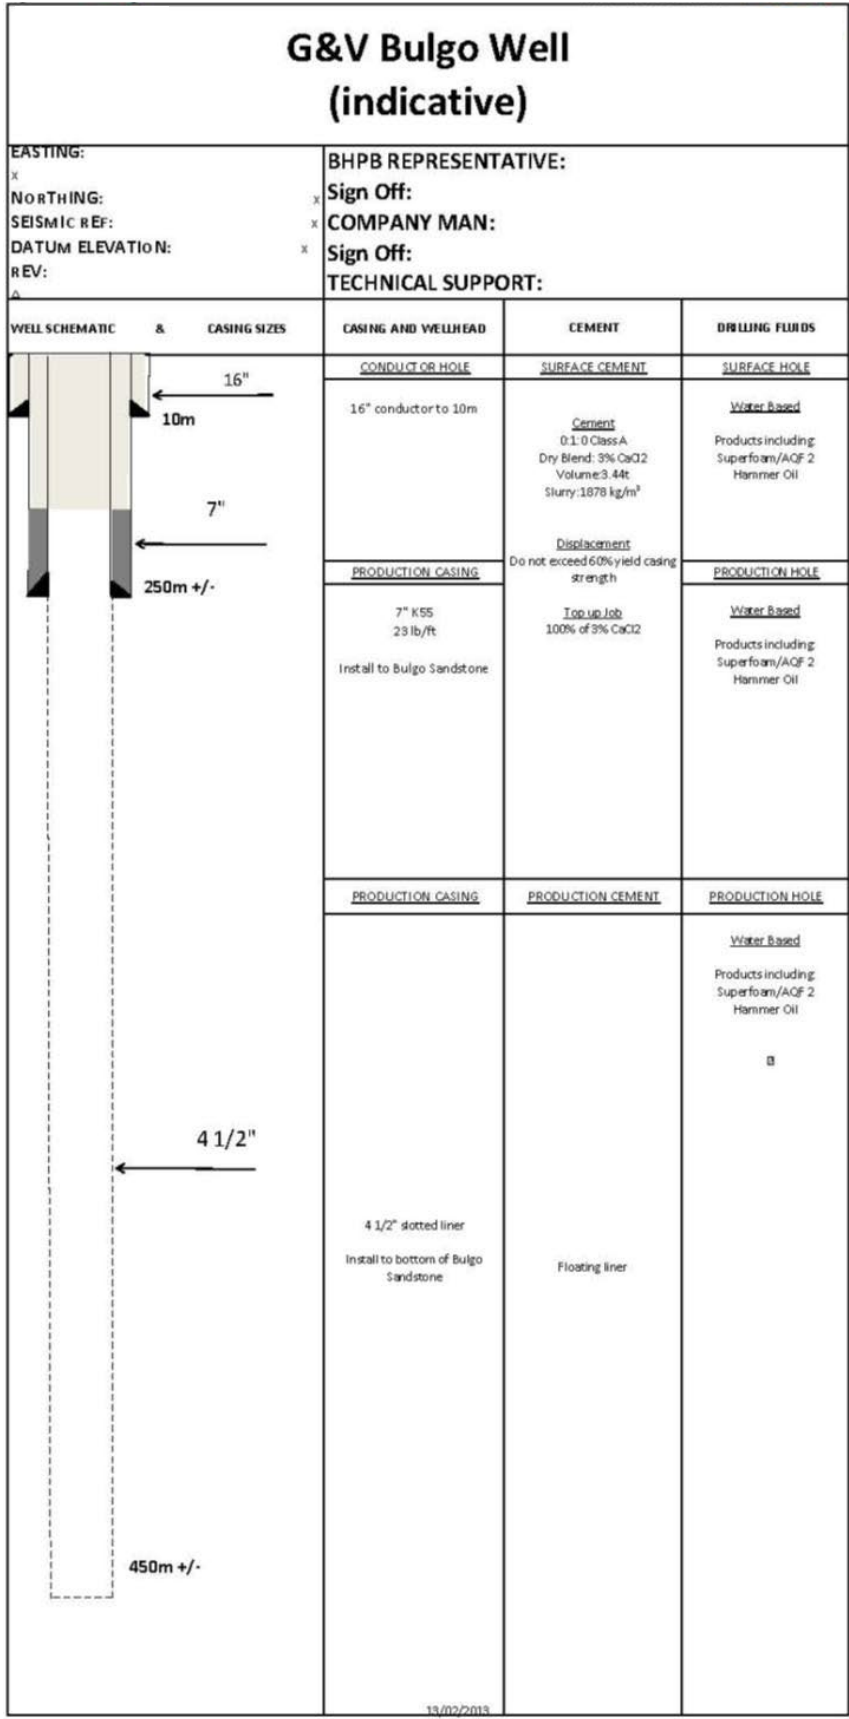 G&V Bulgo Well
(indicative)
EASTING:
x
NORTHING: x
SEISMIC REF: x
DATUM ELEVATION: x
REV:
BHPB REPRESENTATIVE:
Sign Off:
COMPANY MAN:
Sign Off:
TECHNICAL SUPPORT:
WELL SCHEMATIC & CASING SIZES
CASING AND WELLHEAD
CEMENT
DRILLING FLUIDS
16"
10m
7"
250m +/-
4 1/2"
450m +/-
CONDUCTOR HOLE
16" conductor to 10m
PRODUCTION CASING
7" K55
23 lb/ft
Install to Bulgo Sandstone
PRODUCTION CASING
4 1/2" slotted liner
Install to bottom of Bulgo
Sandstone
SURFACE CEMENT
Cement
0:1:0 Class A
Dry Blend: 3% CaCl2
Volume:3.44t
Slurry:1878 kg/m³
Displacement
Do not exceed 60% yield casing
strength
Top up Job
100% of 3% CaCl2
PRODUCTION CEMENT
Floating liner
SURFACE HOLE
Water Based
Products including:
Superfoam/AQF 2
Hammer Oil
PRODUCTION HOLE
Water Based
Products including:
Superfoam/AQF 2
Hammer Oil
PRODUCTION HOLE
Water Based
Products including:
Superfoam/AQF 2
Hammer Oil
13/02/2013